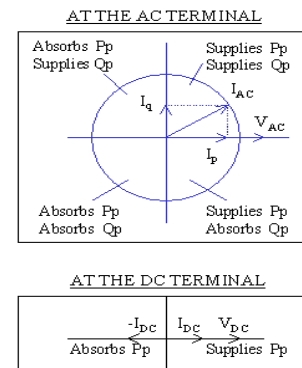 AT THE AC TERMINAL
Absorbs Pp
Supplies Qp
Supplies Pp
Supplies Qp
Iq
IAC
VAC
Ip
Absorbs Pp
Absorbs Qp
Supplies Pp
Absorbs Qp
AT THE DC TERMINAL
-IDC IDC VDC
Absorbs Pp Supplies Pp